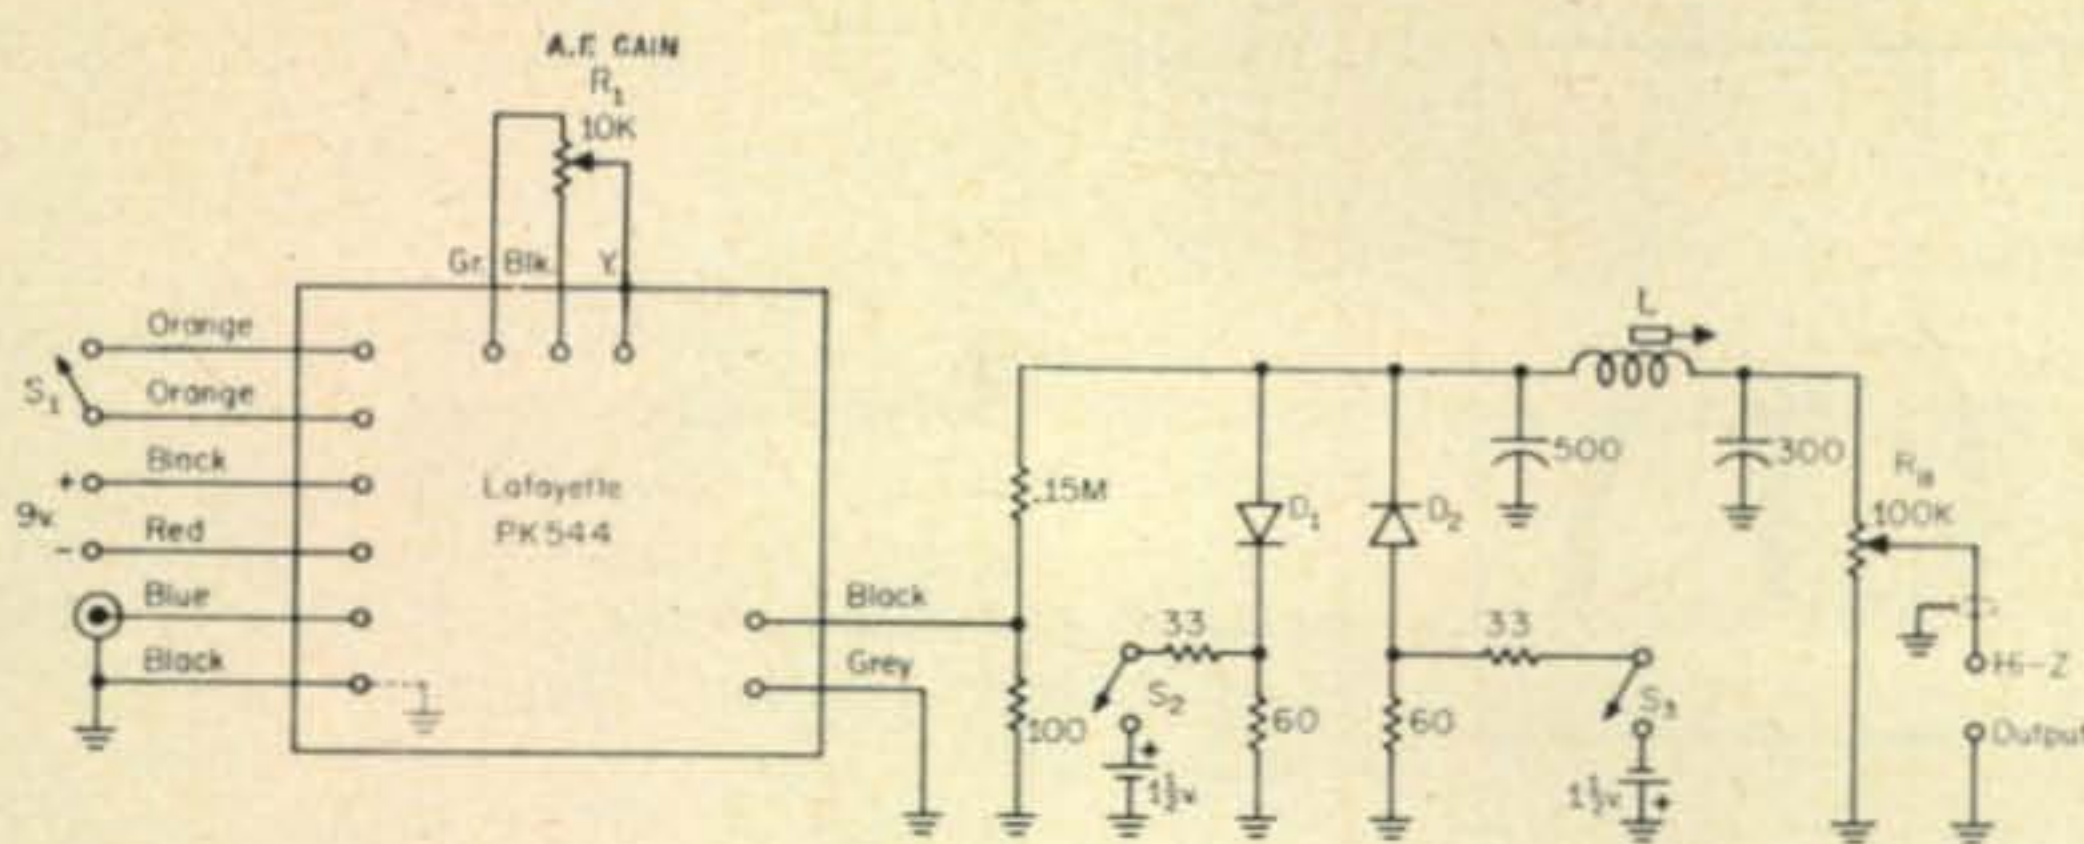 A.F. GAIN
R1
10K
Gr. Blk. Y.
Orange
S1
Orange
Black
+
9v.
Red
-
Blue
Black
Lafayette
PK544
Black
Grey
.15M
100
33
S2
+
1½v
D1
60
D2
60
33
S3
1½v
+
500
L
300
100K
Hi-Z
Output